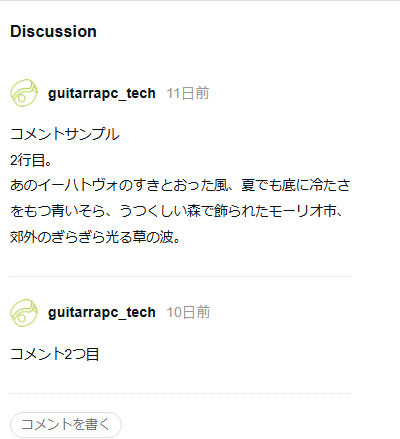 Discussion
guitarrapc_tech 11日前
コメントサンプル
2行目。
あのイーハトヴォのすきとおった風、夏でも底に冷たさ
をもつ青いそら、うつくしい森で飾られたモーリオ市、
郊外のぎらぎら光る草の波。
guitarrapc_tech 10日前
コメント2つ目
コメントを書く